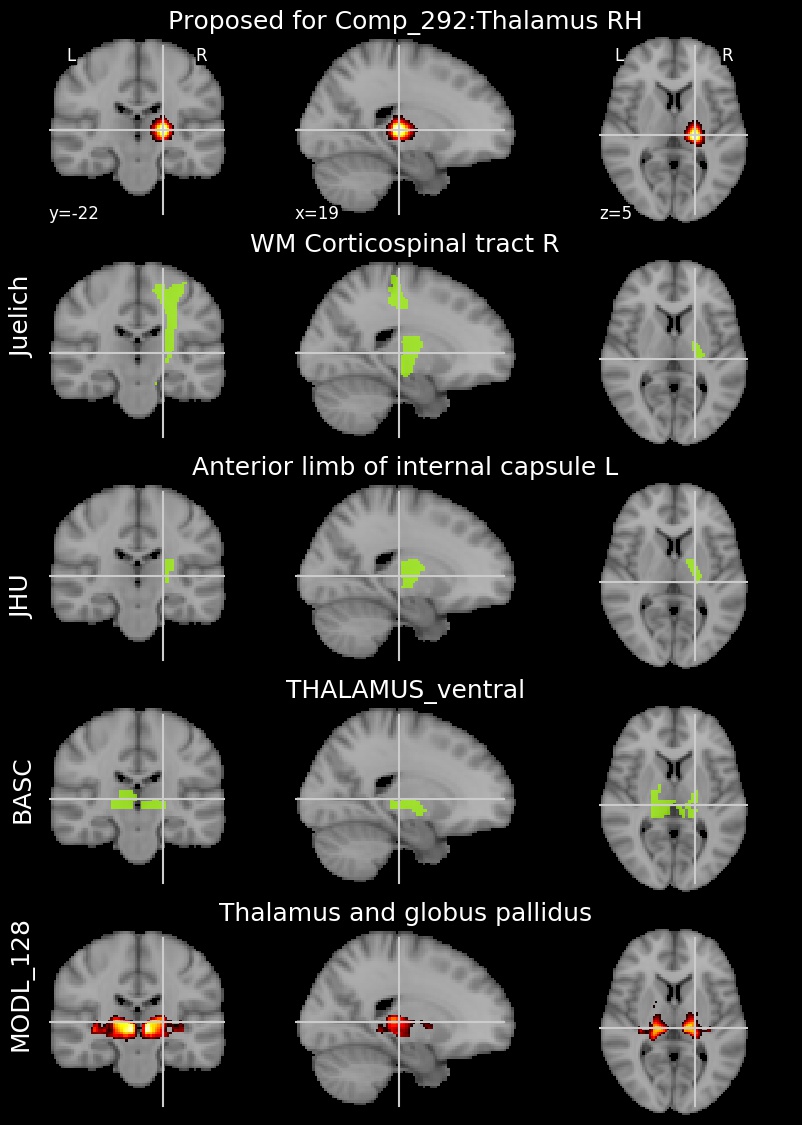 Proposed for Comp_292:Thalamus RH
L
R
L
R
y=-22
x=19
z=5
WM Corticospinal tract R
Juelich
Anterior limb of internal capsule L
JHU
THALAMUS_ventral
BASC
Thalamus and globus pallidus
MODL_128